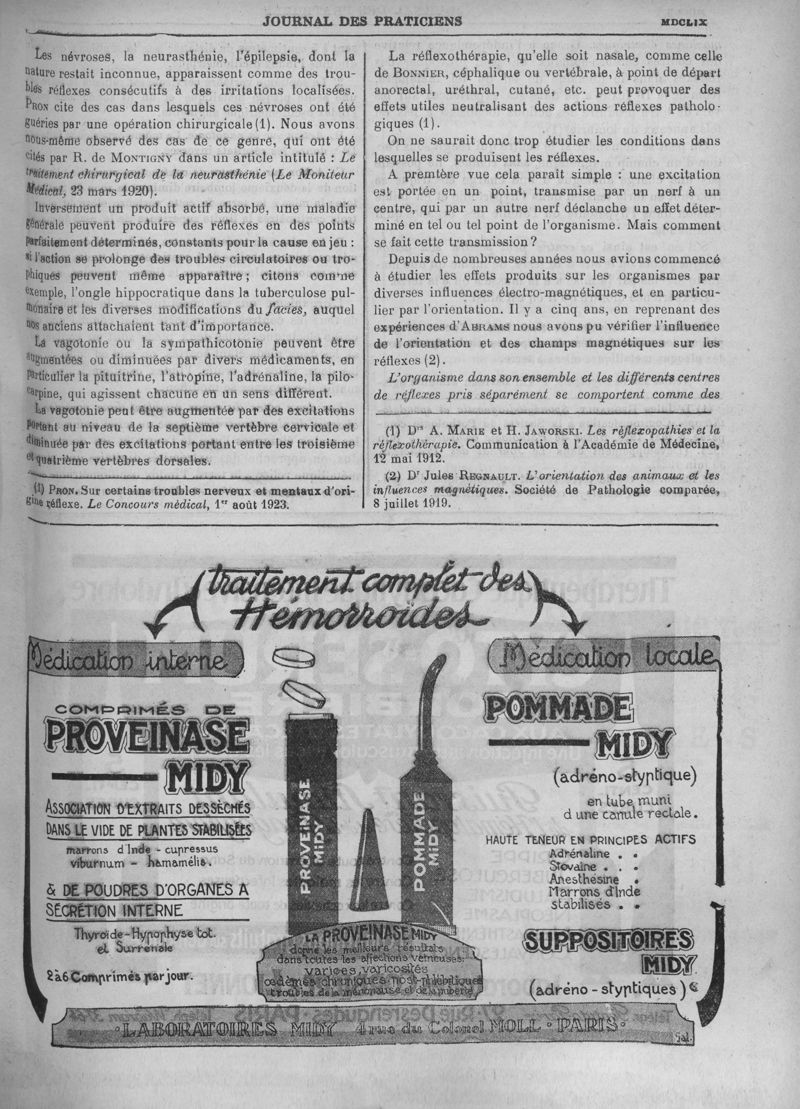 JOURNAL DES PRATICIENS
MDCLIX
Les névroses, la neurasthénie, l'épilepsie, dont la
nature restait inconnue, apparaissent comme des trou-
bles réflexes consécutifs à des irritations localisées.
PRON cite des cas dans lesquels ces névroses ont été
guéries par une opération chirurgicale (1). Nous avons
nous-même observé des cas de ce genre, qui ont été
cités par R. de MONTIGNY dans un article intitulé : Le
traitement chirurgical de la neurasthénie (Le Moniteur
Médical, 23 mars 1920).
Inversement un produit actif absorbé, une maladie
générale peuvent produire des réflexes en des points
parfaitement déterminés, constants pour la cause en jeu :
si l'action se prolonge des troubles circulatoires ou tro-
phiques peuvent même apparaître ; citons comme
exemple, l'ongle hippocratique dans la tuberculose pul-
monaire et les diverses modifications du facies, auquel
nos anciens attachaient tant d'importance.
La vagotonie ou la sympathicotonie peuvent être
augmentées ou diminuées par divers médicaments, en
particulier la pituitrine, l'atropine, l'adrénaline, la pilo-
carpine, qui agissent chacune en un sens différent.
La vagotonie peut être augmentée par des excitations
portant au niveau de la septième vertèbre cervicale et
diminuée par des excitations portant entre les troisième
et quatrième vertèbres dorsales.
(1) PRON. Sur certains troubles nerveux et mentaux d'ori-
gine réflexe. Le Concours médical, 1er août 1923.
La réflexothérapie, qu'elle soit nasale, comme celle
de BONNIER, céphalique ou vertébrale, à point de départ
anorectal, uréthral, cutané, etc. peut provoquer des
effets utiles neutralisant des actions réflexes patholo-
giques (1).
On ne saurait donc trop étudier les conditions dans
lesquelles se produisent les réflexes.
A première vue cela paraît simple : une excitation
est portée en un point, transmise par un nerf à un
centre, qui par un autre nerf déclanche un effet déter-
miné en tel ou tel point de l'organisme. Mais comment
se fait cette transmission ?
Depuis de nombreuses années nous avions commencé
à étudier les effets produits sur les organismes par
diverses influences électro-magnétiques, et en particu-
lier par l'orientation. Il y a cinq ans, en reprenant des
expériences d'ABRAMS nous avons pu vérifier l'influence
de l'orientation et des champs magnétiques sur les
réflexes (2).
L'organisme dans son ensemble et les différents centres
de réflexes pris séparément se comportent comme des
(1) Drs A. MARIE et H. JAWORSKI. Les réflexopathies et la
réflexothérapie. Communication à l'Académie de Médecine,
12 mai 1912.
(2) Dr Jules REGNAULT. L'orientation des animaux et les
influences magnétiques. Société de Pathologie comparée,
8 juillet 1919.
traitement complet des
Hémorroïdes
Médication interne
COMPRIMÉS DE
PROVEINASE
MIDY
ASSOCIATION D'EXTRAITS DESSÉCHÉS
DANS LE VIDE DE PLANTES STABILISÉES
marrons d'Inde - cupressus
viburnum - hamamélis.
& DE POUDRES D'ORGANES A
SÉCRÉTION INTERNE
Thyroïde - Hypophyse tot.
et Surrénale
2 à 6 Comprimés par jour.
PROVEINASE MIDY
POMMADE MIDY
LA PROVEINASE MIDY
donne les meilleurs résultats
dans toutes les affections veineuses:
varices, varicosités
œdèmes chroniques post-phlébitiques
troubles de la ménopause et de la puberté
Médication locale
POMMADE
MIDY
(adréno-styptique)
en tube muni
d'une canule rectale.
HAUTE TENEUR EN PRINCIPES ACTIFS
Adrénaline . .
Stovaïne . . .
Anesthésine .
Marrons d'Inde
stabilisés . .
SUPPOSITOIRES
MIDY
(adréno-styptiques)
LABORATOIRES MIDY 4 rue du Colonel MOLL PARIS